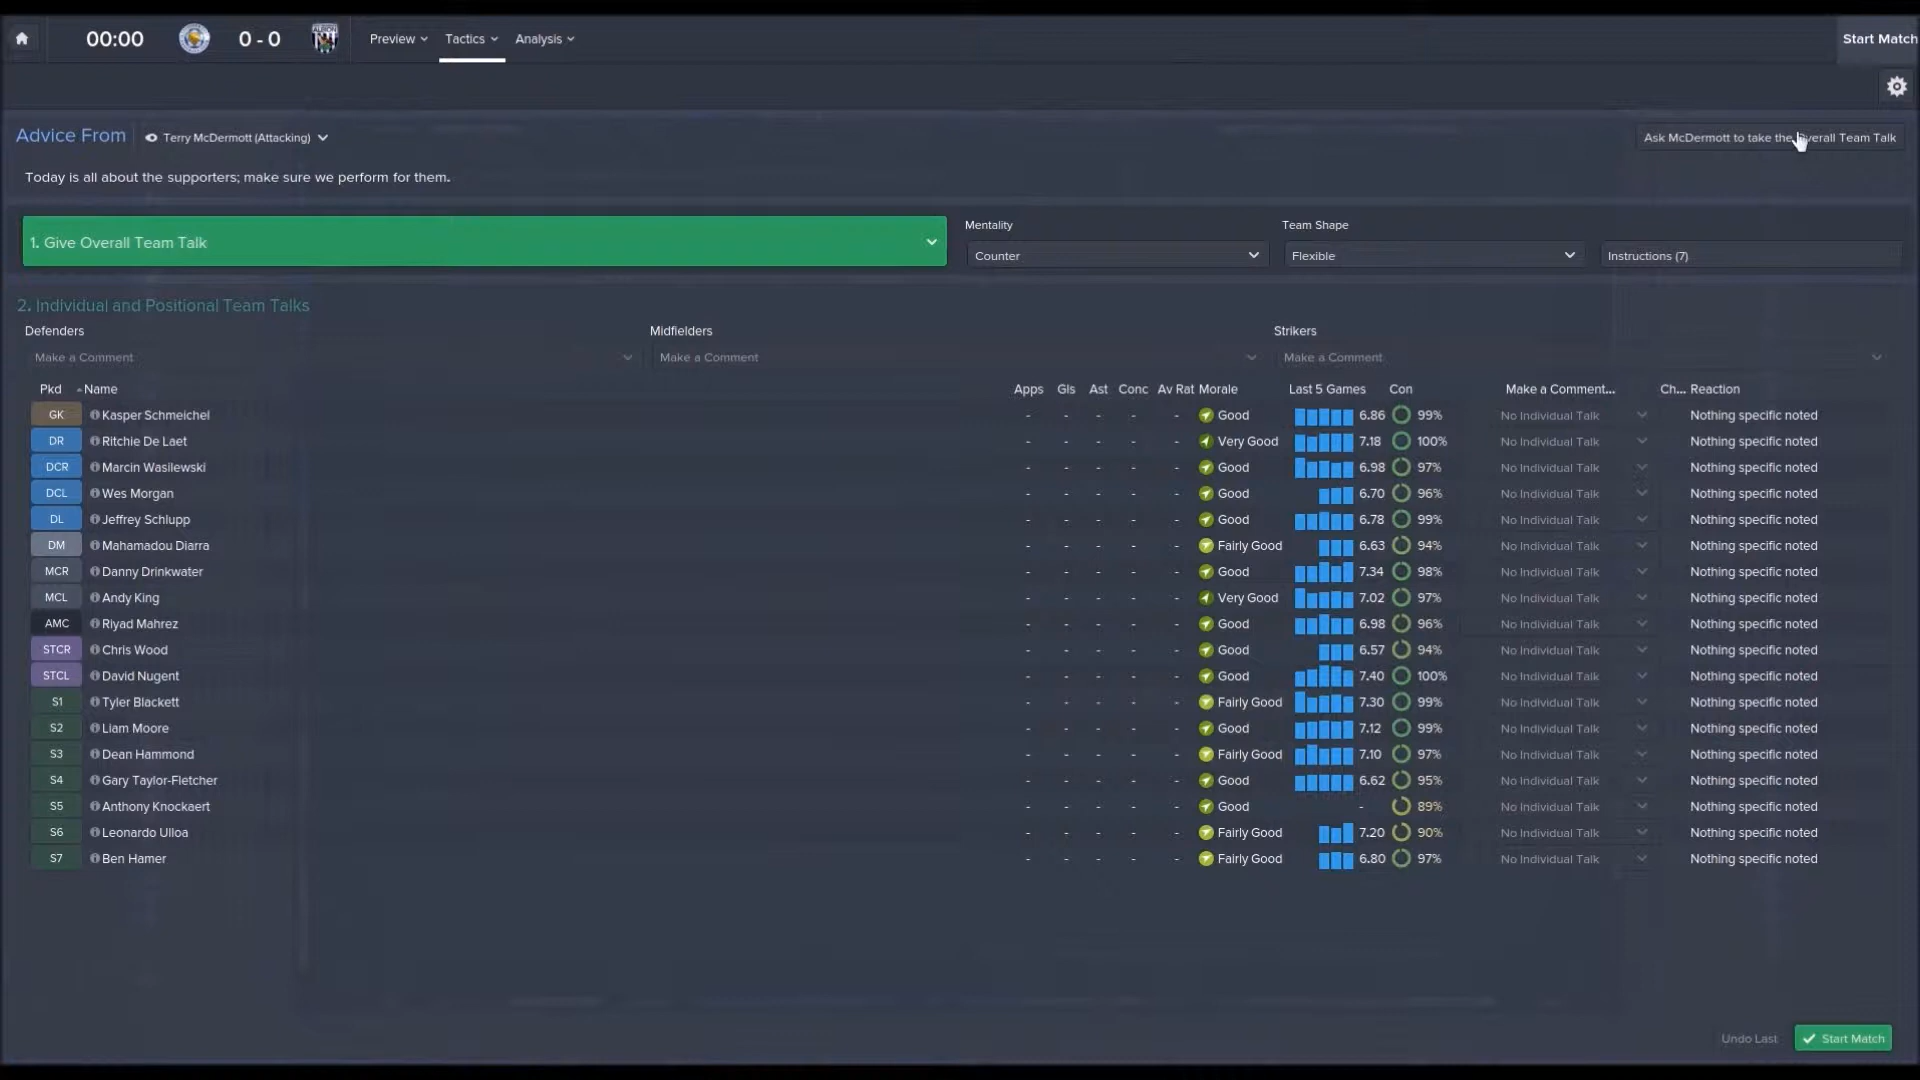 00:00 0 - 0 ALBION Preview Tactics Analysis Start Match
Advice From Terry McDermott (Attacking) Ask McDermott to take the Overall Team Talk
Today is all about the supporters; make sure we perform for them.
1. Give Overall Team Talk
Mentality Team Shape
Counter Flexible Instructions (7)
2. Individual and Positional Team Talks
Defenders Midfielders Strikers
Make a Comment Make a Comment Make a Comment
Pkd Name Apps Gls Ast Conc Av Rat Morale Last 5 Games Con Make a Comment... Ch... Reaction
GK Kasper Schmeichel - - - - - Good 6.86 99% No Individual Talk Nothing specific noted
DR Ritchie De Laet - - - - - Very Good 7.18 100% No Individual Talk Nothing specific noted
DCR Marcin Wasilewski - - - - - Good 6.98 97% No Individual Talk Nothing specific noted
DCL Wes Morgan - - - - - Good 6.70 96% No Individual Talk Nothing specific noted
DL Jeffrey Schlupp - - - - - Good 6.78 99% No Individual Talk Nothing specific noted
DM Mahamadou Diarra - - - - - Fairly Good 6.63 94% No Individual Talk Nothing specific noted
MCR Danny Drinkwater - - - - - Good 7.34 98% No Individual Talk Nothing specific noted
MCL Andy King - - - - - Very Good 7.02 97% No Individual Talk Nothing specific noted
AMC Riyad Mahrez - - - - - Good 6.98 96% No Individual Talk Nothing specific noted
STCR Chris Wood - - - - - Good 6.57 94% No Individual Talk Nothing specific noted
STCL David Nugent - - - - - Good 7.40 100% No Individual Talk Nothing specific noted
S1 Tyler Blackett - - - - - Fairly Good 7.30 99% No Individual Talk Nothing specific noted
S2 Liam Moore - - - - - Good 7.12 99% No Individual Talk Nothing specific noted
S3 Dean Hammond - - - - - Fairly Good 7.10 97% No Individual Talk Nothing specific noted
S4 Gary Taylor-Fletcher - - - - - Good 6.62 95% No Individual Talk Nothing specific noted
S5 Anthony Knockaert - - - - - Good - 89% No Individual Talk Nothing specific noted
S6 Leonardo Ulloa - - - - - Fairly Good 7.20 90% No Individual Talk Nothing specific noted
S7 Ben Hamer - - - - - Fairly Good 6.80 97% No Individual Talk Nothing specific noted
Undo Last Start Match